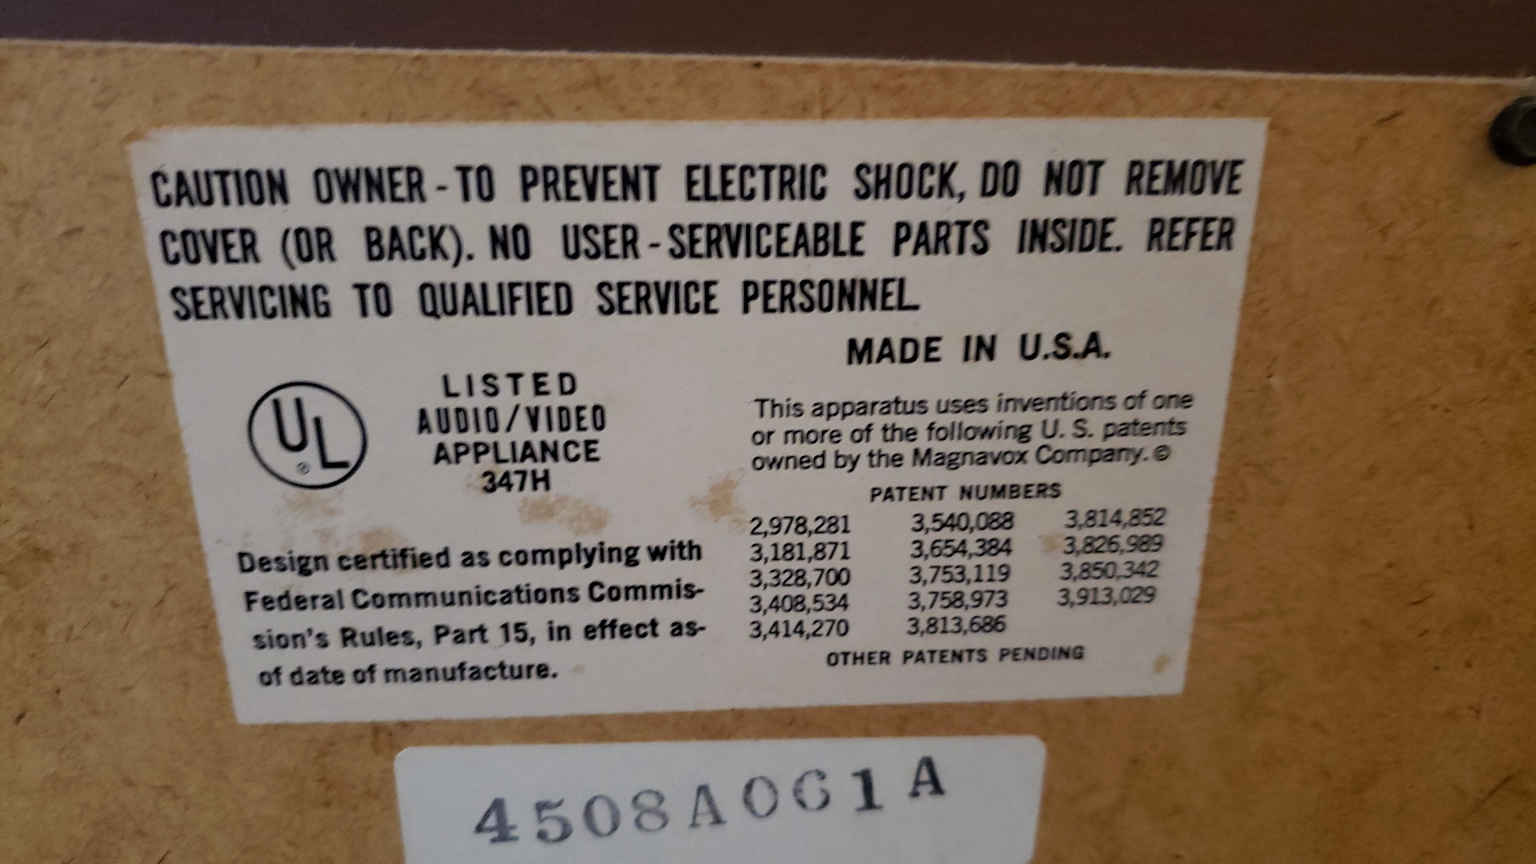 CAUTION OWNER - TO PREVENT ELECTRIC SHOCK, DO NOT REMOVE
COVER (OR BACK). NO USER - SERVICEABLE PARTS INSIDE. REFER
SERVICING TO QUALIFIED SERVICE PERSONNEL
UL
®
LISTED
AUDIO/VIDEO
APPLIANCE
347H
Design certified as complying with
Federal Communications Commis-
sion's Rules, Part 15, in effect as-
of date of manufacture.
MADE IN U.S.A.
This apparatus uses inventions of one
or more of the following U. S. patents
owned by the Magnavox Company.©
PATENT NUMBERS
2,978,281 3,540,088 3,814,852
3,181,871 3,654,384 3,826,989
3,328,700 3,753,119 3,850,342
3,408,534 3,758,973 3,913,029
3,414,270 3,813,686
OTHER PATENTS PENDING
4508A061A